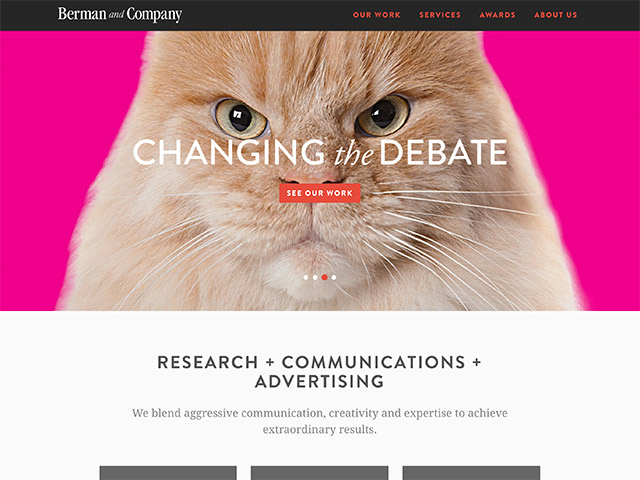 Berman and Company
OUR WORK SERVICES AWARDS ABOUT US
CHANGING the DEBATE
SEE OUR WORK
RESEARCH + COMMUNICATIONS +
ADVERTISING
We blend aggressive communication, creativity and expertise to achieve
extraordinary results.